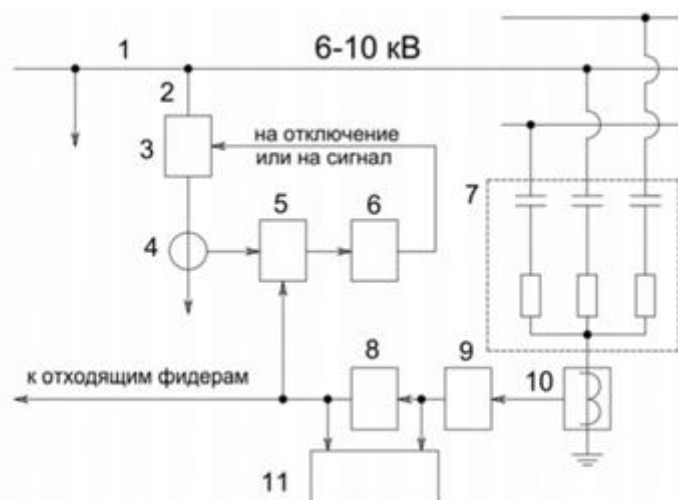 1
6-10 кВ
2
3
на отключение
или на сигнал
7
4
5
6
к отходящим фидерам
8
9
10
11